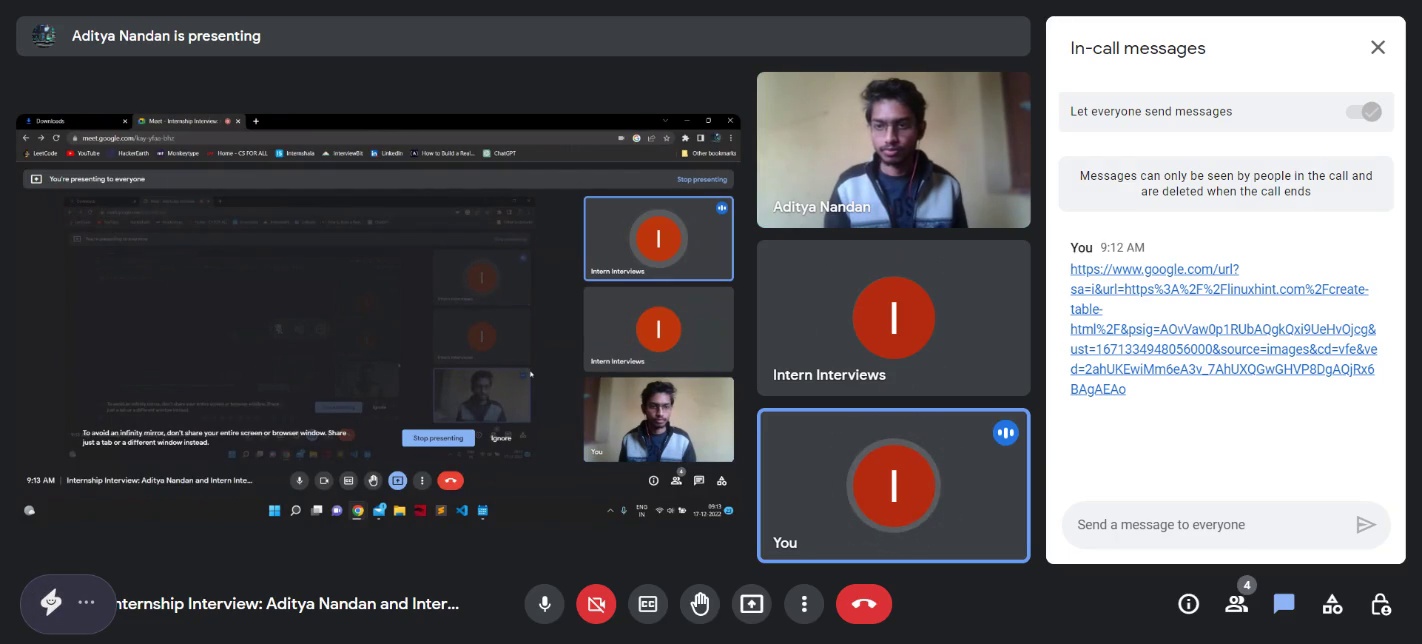 Aditya Nandan is presenting
Downloads
Meet - Internship Interview
meet.google.com/kay-yfao-bhz
LeetCode YouTube HackerEarth Monkeytype Home - CS FOR ALL Internshala InterviewBit LinkedIn How to Build a Real... ChatGPT Other bookmarks
You're presenting to everyone
Stop presenting
I
Intern Interviews
I
Intern Interviews
You
To avoid an infinity mirror, don't share your entire screen or browser window. Share
just a tab or a different window instead.
Stop presenting
Ignore
9:13 AM | Internship Interview: Aditya Nandan and Intern Inte...
4
ENG
IN
09:13
17-12-2022
Aditya Nandan
I
Intern Interviews
I
You
In-call messages
Let everyone send messages
Messages can only be seen by people in the call and
are deleted when the call ends
You 9:12 AM
https://www.google.com/url?
sa=i&url=https%3A%2F%2Flinuxhint.com%2Fcreate-
table-
html%2F&psig=AOvVaw0p1RUbAQgkQxi9UeHvOjcg&
ust=1671334948056000&source=images&cd=vfe&ve
d=2ahUKEwiMm6eA3v_7AhUXQGwGHVP8DgAQjRx6
BAgAEAo
Send a message to everyone
nternship Interview: Aditya Nandan and Inter...
4